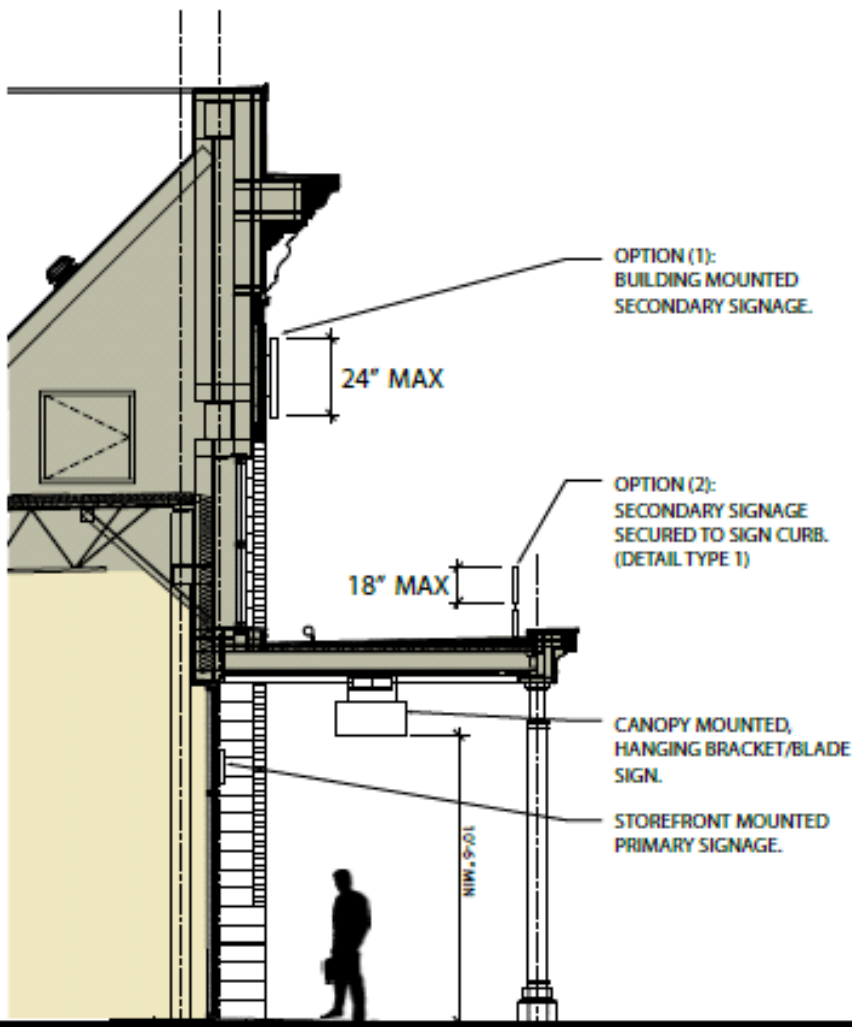 OPTION (1):
BUILDING MOUNTED
SECONDARY SIGNAGE.
24" MAX
OPTION (2):
SECONDARY SIGNAGE
SECURED TO SIGN CURB.
(DETAIL TYPE 1)
18" MAX
CANOPY MOUNTED,
HANGING BRACKET/BLADE
SIGN.
STOREFRONT MOUNTED
PRIMARY SIGNAGE.
10'-6" MIN